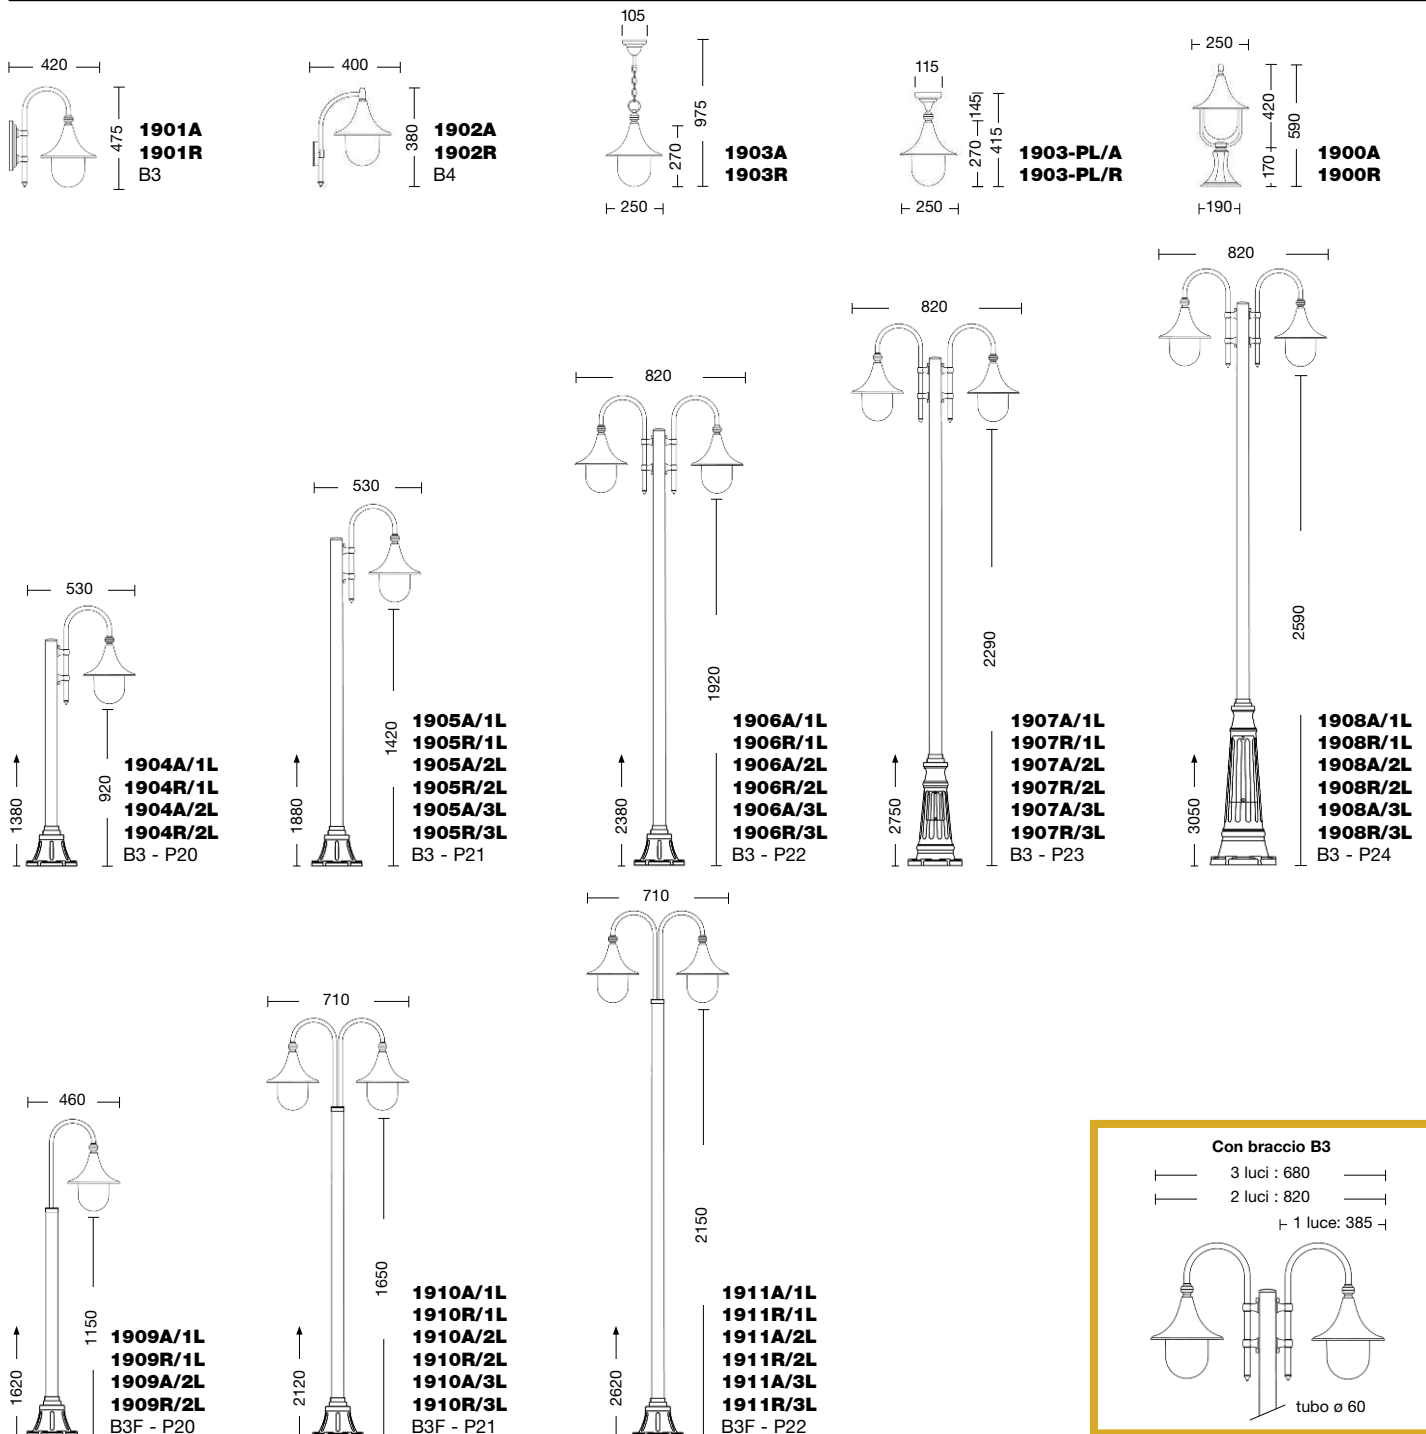 420
475
1901A
1901R
B3
400
380
1902A
1902R
B4
105
975
270
250
1903A
1903R
115
145
270
415
250
1903-PL/A
1903-PL/R
250
420
590
170
190
1900A
1900R
530
1380
920
1904A/1L
1904R/1L
1904A/2L
1904R/2L
B3 - P20
530
1880
1420
1905A/1L
1905R/1L
1905A/2L
1905R/2L
1905A/3L
1905R/3L
B3 - P21
820
2380
1920
1906A/1L
1906R/1L
1906A/2L
1906R/2L
1906A/3L
1906R/3L
B3 - P22
820
2750
2290
1907A/1L
1907R/1L
1907A/2L
1907R/2L
1907A/3L
1907R/3L
B3 - P23
820
3050
2590
1908A/1L
1908R/1L
1908A/2L
1908R/2L
1908A/3L
1908R/3L
B3 - P24
460
1620
1150
1909A/1L
1909R/1L
1909A/2L
1909R/2L
B3F - P20
710
2120
1650
1910A/1L
1910R/1L
1910A/2L
1910R/2L
1910A/3L
1910R/3L
B3F - P21
710
2620
2150
1911A/1L
1911R/1L
1911A/2L
1911R/2L
1911A/3L
1911R/3L
B3F - P22
Con braccio B3
3 luci : 680
2 luci : 820
1 luce: 385
tubo ø 60